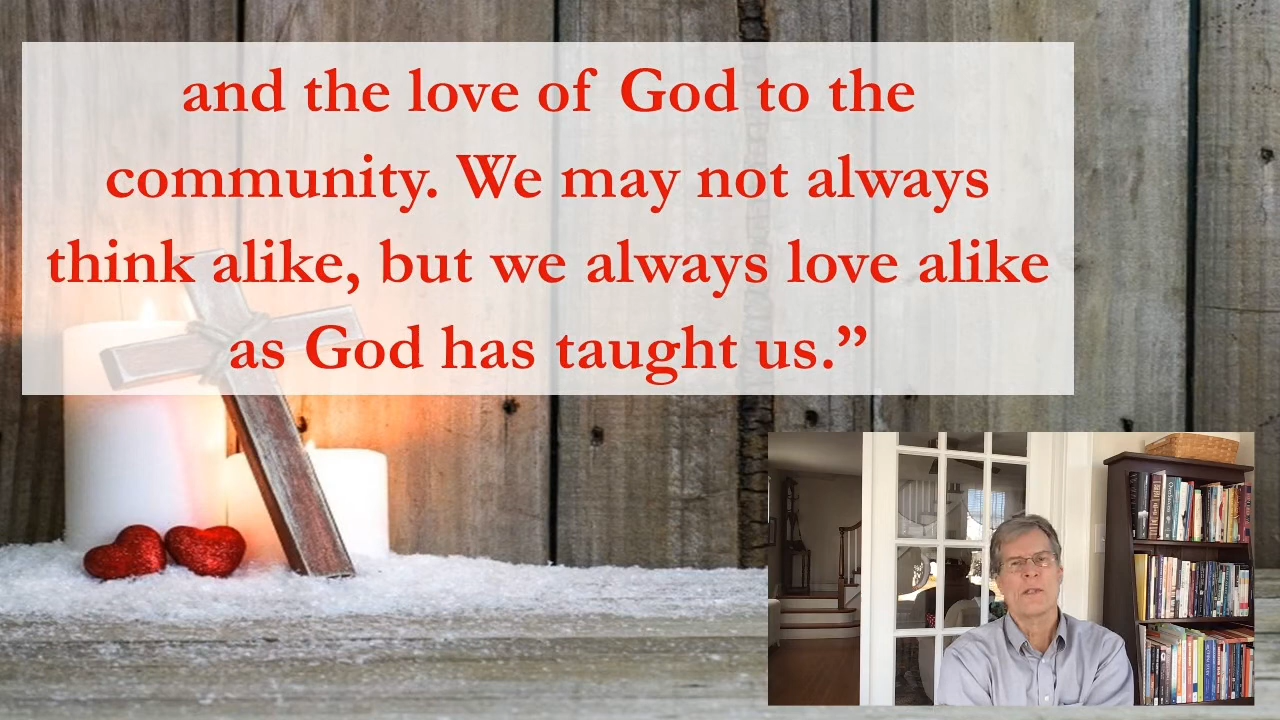 and the love of God to the
community. We may not always
think alike, but we always love alike
as God has taught us.”